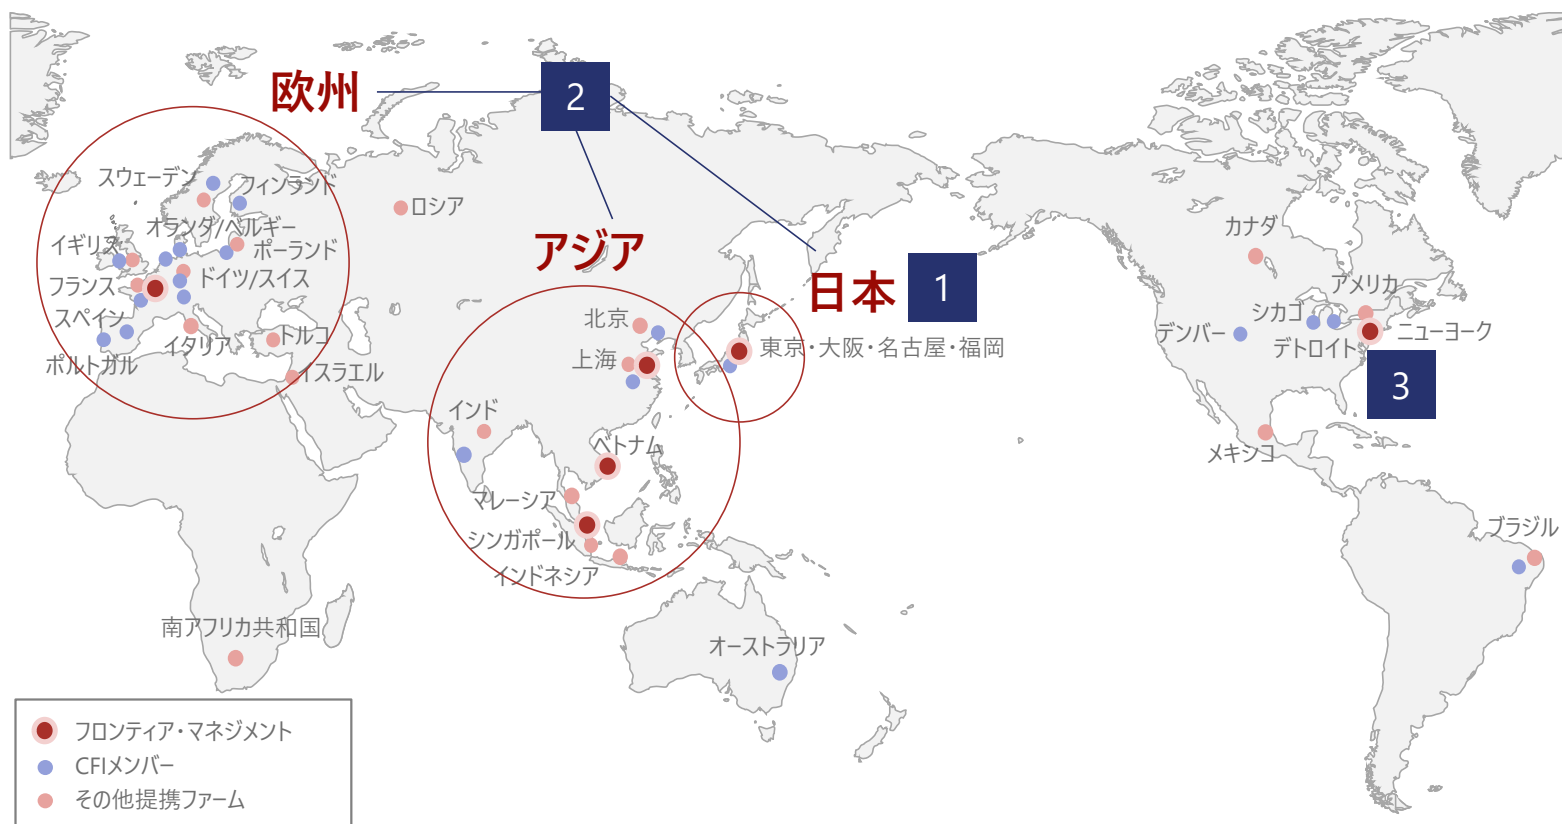 欧州
2
スウェーデン
フィンランド
ロシア
オランダ/ベルギー
イギリス
ポーランド
フランス
ドイツ/スイス
スペイン
イタリア
トルコ
ポルトガル
イスラエル
アジア
日本
1
北京
上海
東京・大阪・名古屋・福岡
インド
ベトナム
マレーシア
シンガポール
インドネシア
カナダ
アメリカ
シカゴ
デンバー
デトロイト
ニューヨーク
3
メキシコ
ブラジル
南アフリカ共和国
オーストラリア
フロンティア・マネジメント
CFIメンバー
その他提携ファーム